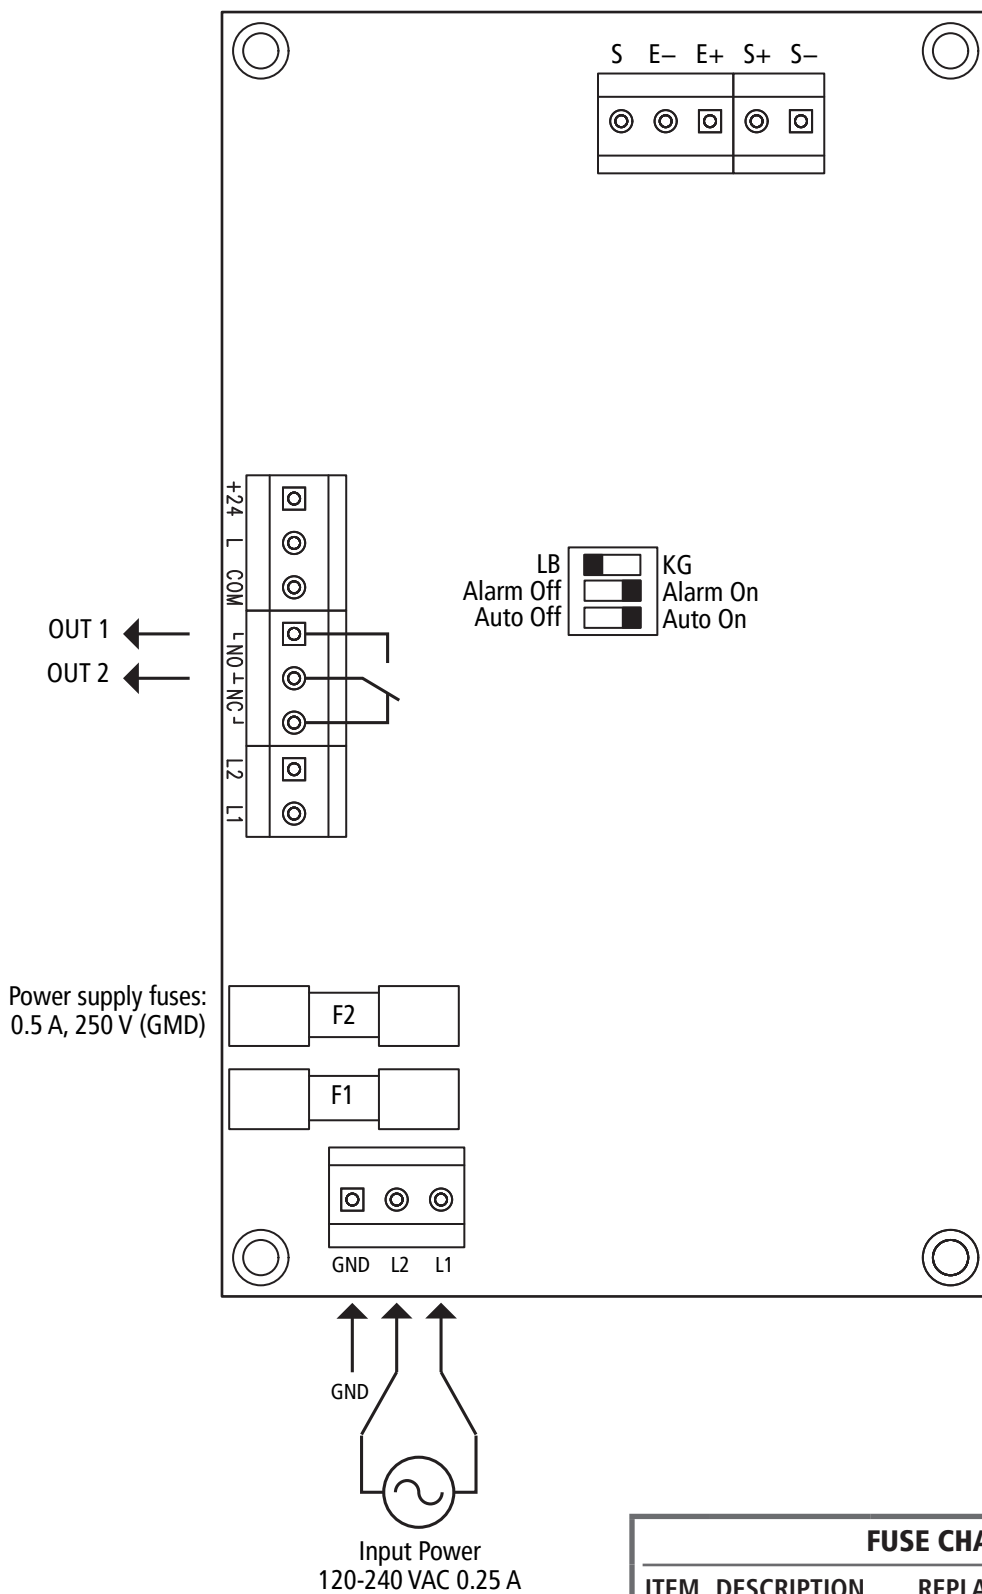 S E– E+ S+ S–
+24
L
COM
NO
NC
L2
L1
OUT 1
OUT 2
LB KG
Alarm Off Alarm On
Auto Off Auto On
Power supply fuses:
0.5 A, 250 V (GMD)
F2
F1
GND L2 L1
GND
Input Power
120-240 VAC 0.25 A
FUSE
ITEM DESCRIPTION